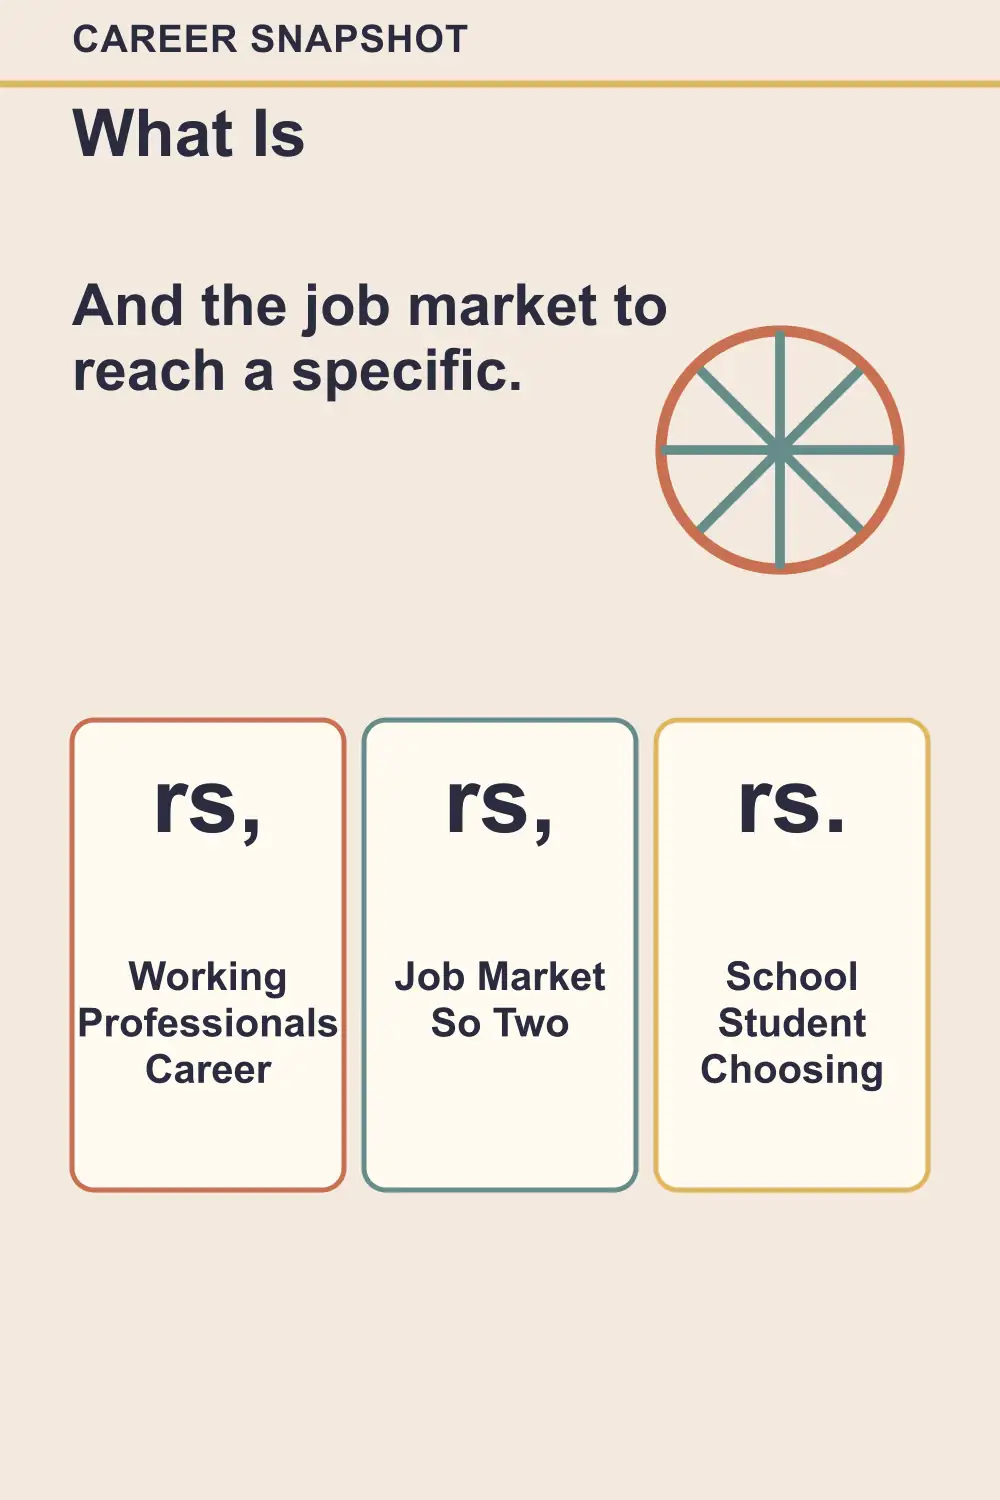 CAREER SNAPSHOT
What Is
And the job market to
reach a specific.
rs,
Working
Professionals
Career
rs,
Job Market
So Two
rs.
School
Student
Choosing